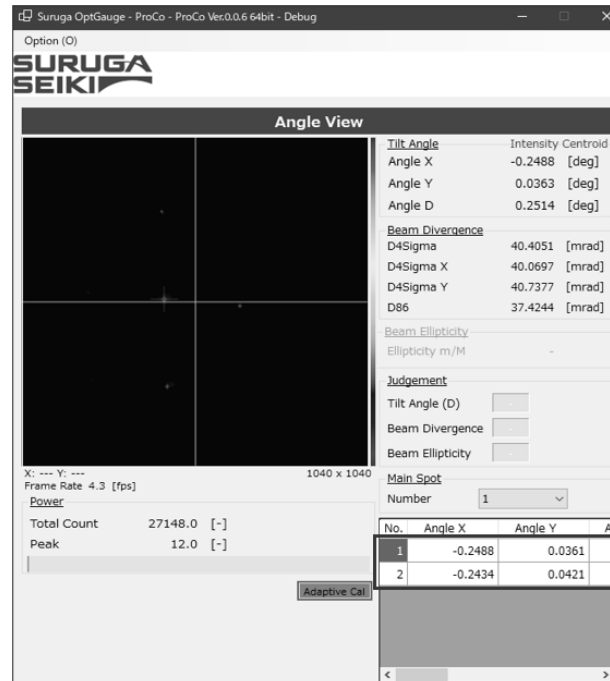 Suruga OptGauge - ProCo - ProCo Ver.0.0.6 64bit - Debug
Option (O)
SURUGA
SEIKI
Angle View
Tilt Angle Intensity Centroid
Angle X -0.2488 [deg]
Angle Y 0.0363 [deg]
Angle D 0.2514 [deg]
Beam Divergence
D4Sigma 40.4051 [mrad]
D4Sigma X 40.0697 [mrad]
D4Sigma Y 40.7377 [mrad]
D86 37.4244 [mrad]
Beam Ellipticity
Ellipticity m/M -
Judgement
Tilt Angle (D) -
Beam Divergence -
Beam Ellipticity -
X: --- Y: --- 1040 x 1040
Frame Rate 4.3 [fps]
Main Spot
Number 1
Power
Total Count 27148.0 [-]
Peak 12.0 [-]
Adaptive Cal
No. Angle X Angle Y A
1 -0.2488 0.0361
2 -0.2434 0.0421